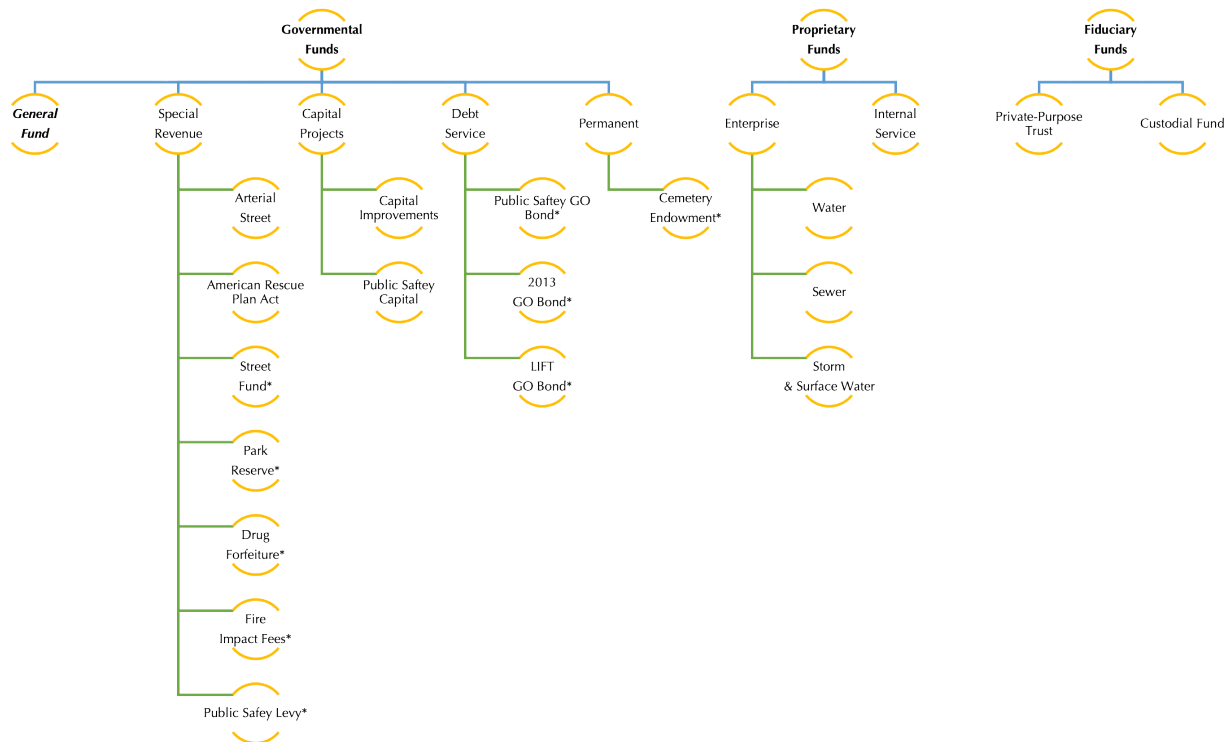 Governmental
Funds
Proprietary
Funds
Fiduciary
Funds
General
Fund
Special
Revenue
Capital
Projects
Debt
Service
Permanent
Enterprise
Internal
Service
Private-Purpose
Trust
Custodial Fund
Arterial
Street
American Rescue
Plan Act
Street
Fund*
Park
Reserve*
Drug
Forfeiture*
Fire
Impact Fees*
Public Safey Levy*
Capital
Improvements
Public Saftey
Capital
Public Saftey GO
Bond*
2013
GO Bond*
LIFT
GO Bond*
Cemetery
Endowment*
Water
Sewer
Storm
& Surface Water